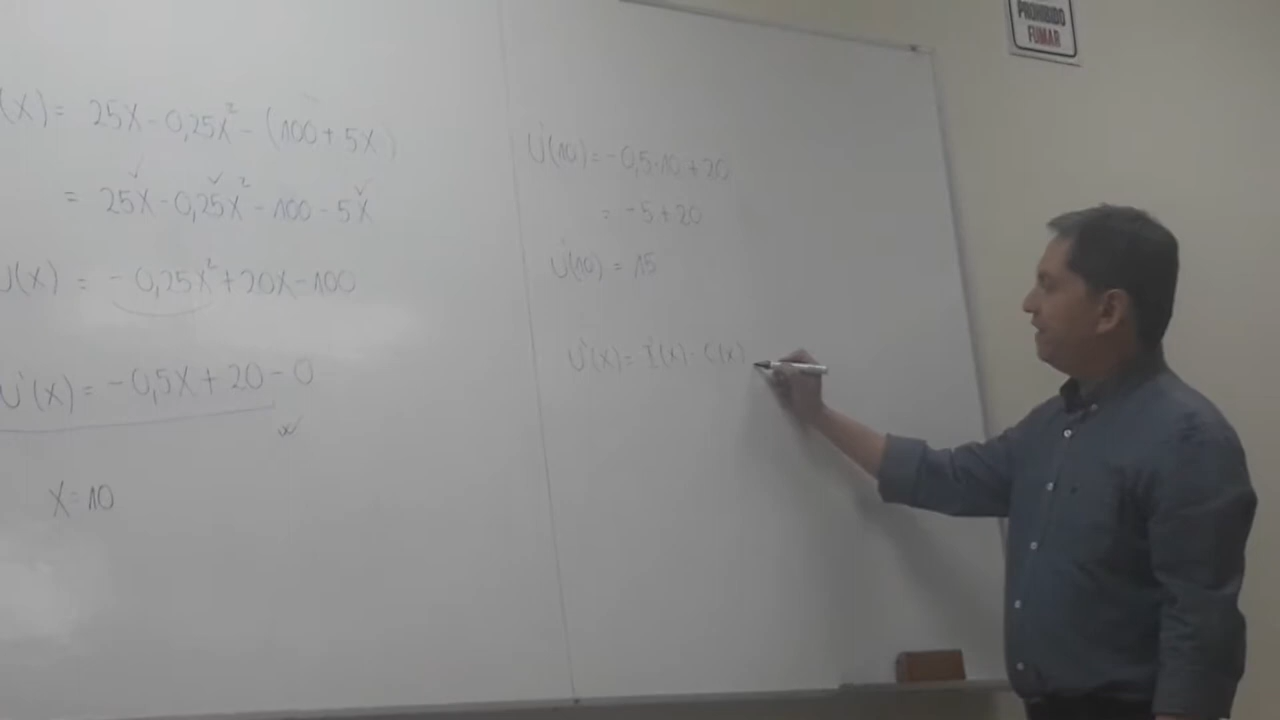 (X) = 25X - 0,25X² - (100 + 5X)
= 25X - 0,25X² - 100 - 5X
U(X) = -0,25X² + 20X - 100
U'(X) = -0,5X + 20 - 0
X = 10
U'(10) = -0,5·10 + 20
= -5 + 20
U'(10) = 15
U'(X) = I'(X) - C'(X)
PROHIBIDO
FUMAR